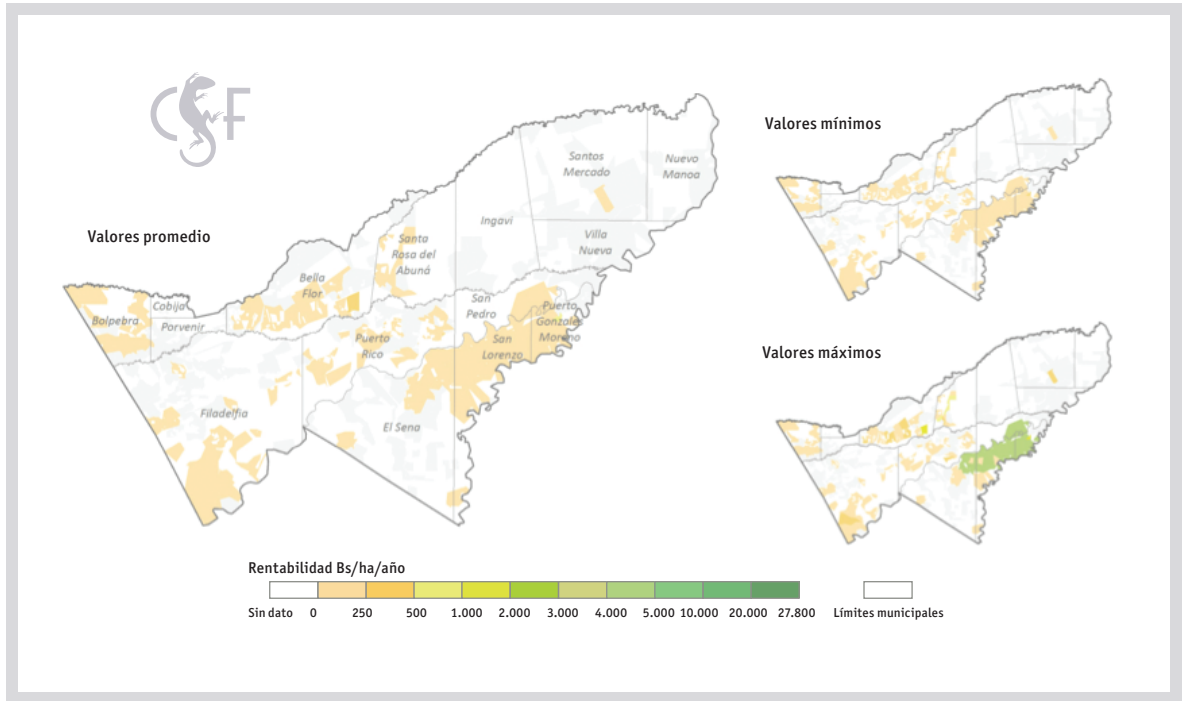 CSF
Valores promedio
Valores mínimos
Valores máximos
Santos
Mercado
Nuevo
Manoa
Ingavi
Villa
Nueva
Santa
Rosa del
Abuná
Bella
Flor
San
Pedro
Puerto
Gonzales
Moreno
Cobija
Bolpebra
Porvenir
Puerto
Rico
San
Lorenzo
Filadelfia
El Sena
Rentabilidad Bs/ha/año
Sin dato 0 250 500 1.000 2.000 3.000 4.000 5.000 10.000 20.000 27.800
Límites municipales